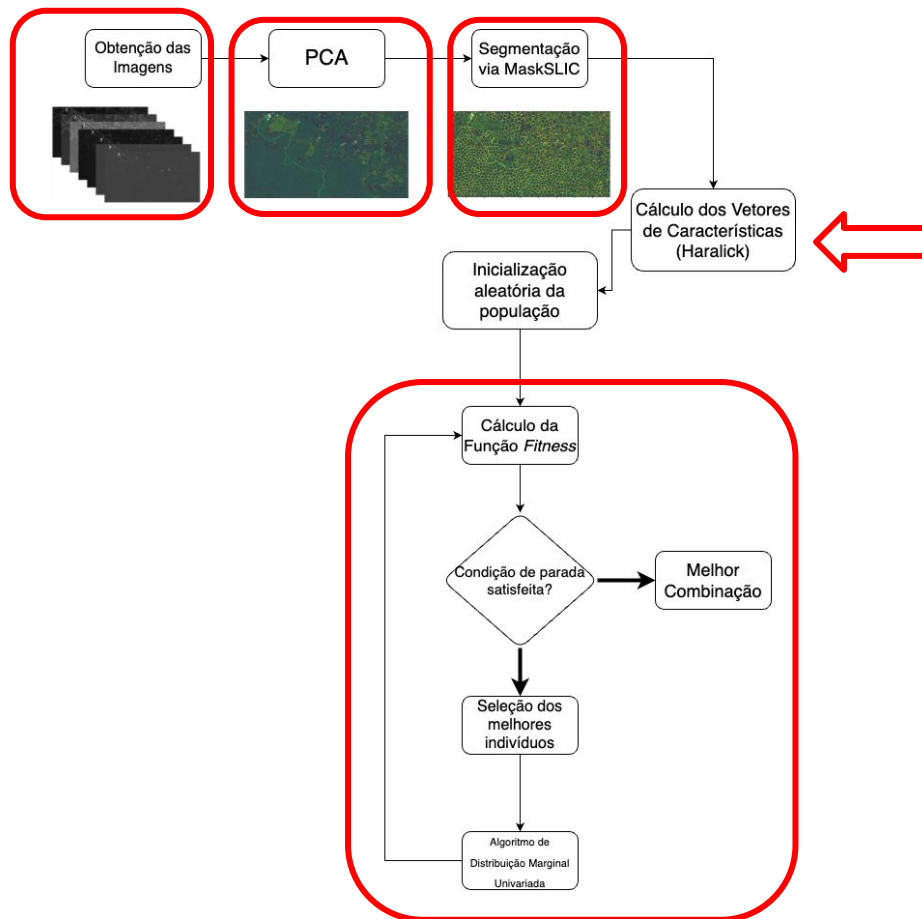 Obtenção das
Imagens
PCA
Segmentação
via MaskSLIC
Cálculo dos Vetores
de Características
(Haralick)
Inicialização
aleatória da
população
Cálculo da
Função Fitness
Condição de parada
satisfeita?
Melhor
Combinação
Seleção dos
melhores
indivíduos
Algoritmo de
Distribuição Marginal
Univariada